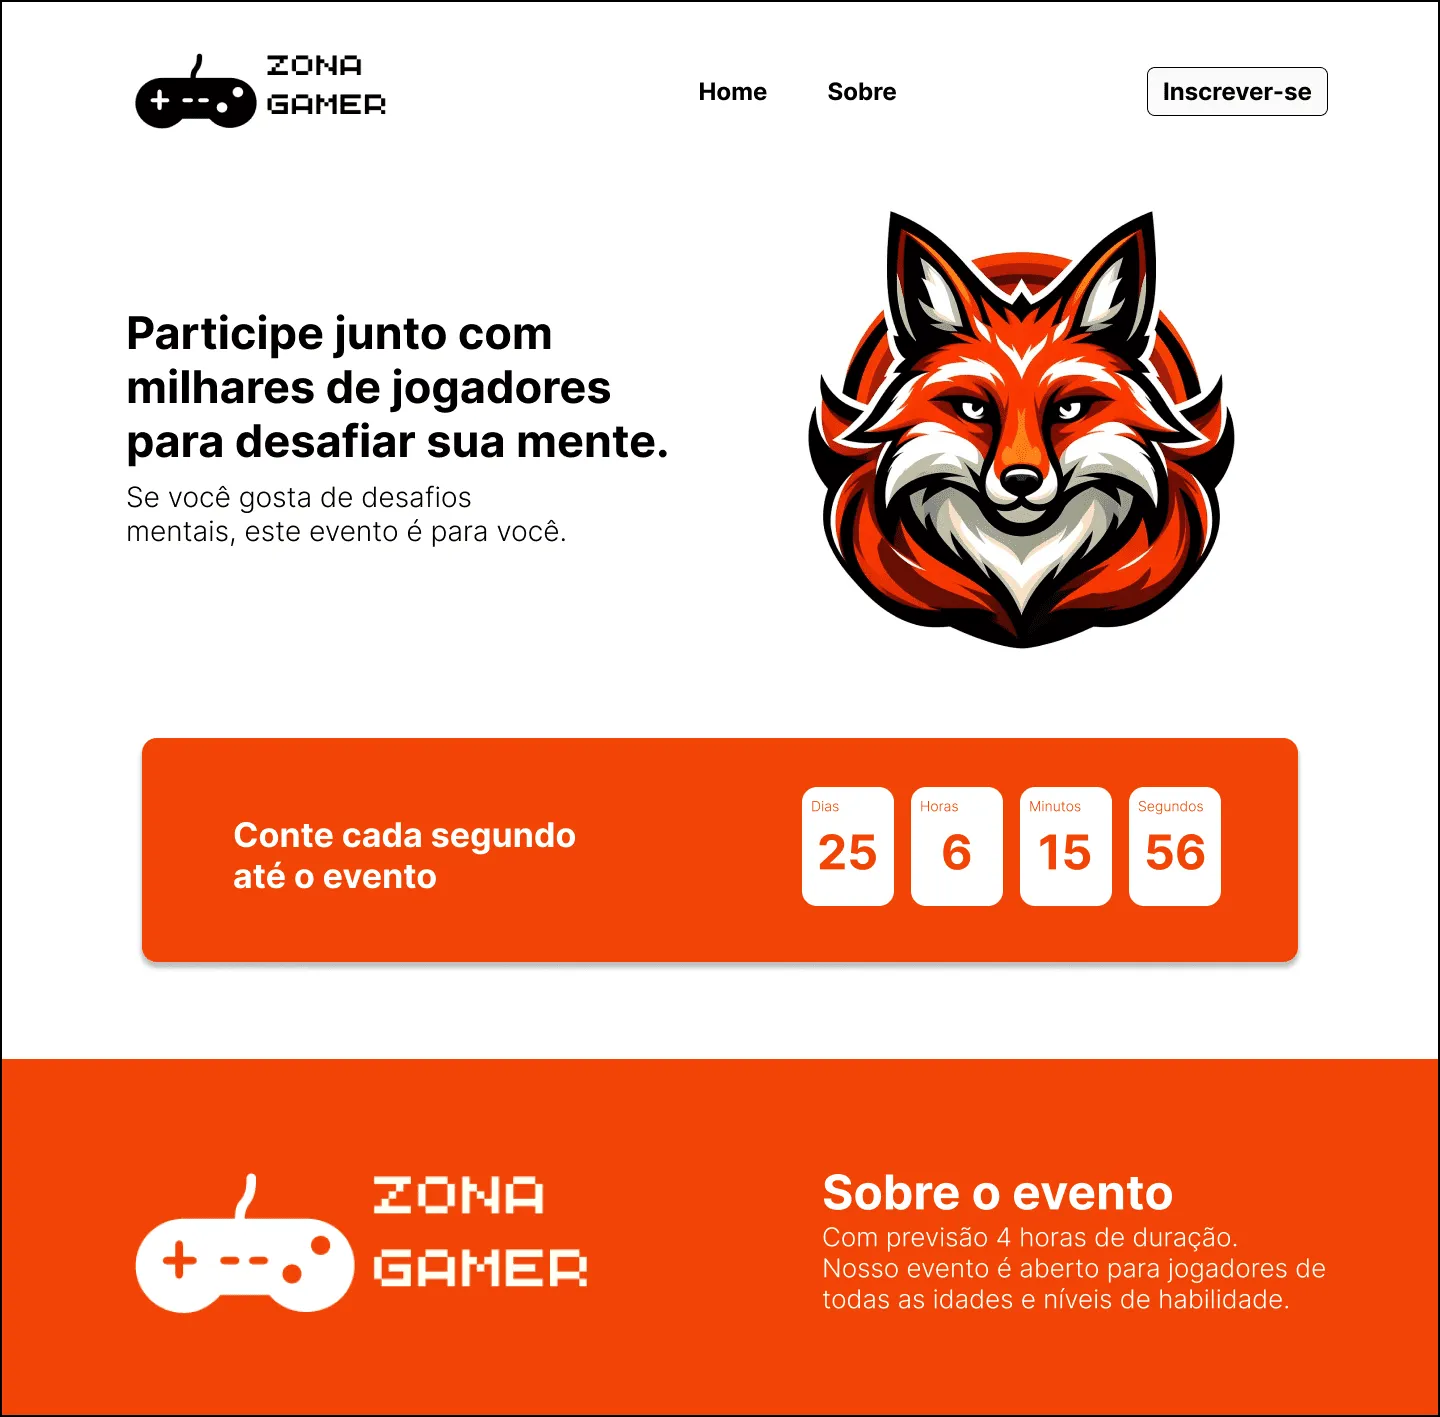 ZONA
GAMER
Home
Sobre
Inscrever-se
Participe junto com
milhares de jogadores
para desafiar sua mente.
Se você gosta de desafios
mentais, este evento é para você.
Conte cada segundo
até o evento
Dias
25
Horas
6
Minutos
15
Segundos
56
ZONA
GAMER
Sobre o evento
Com previsão 4 horas de duração.
Nosso evento é aberto para jogadores de
todas as idades e níveis de habilidade.